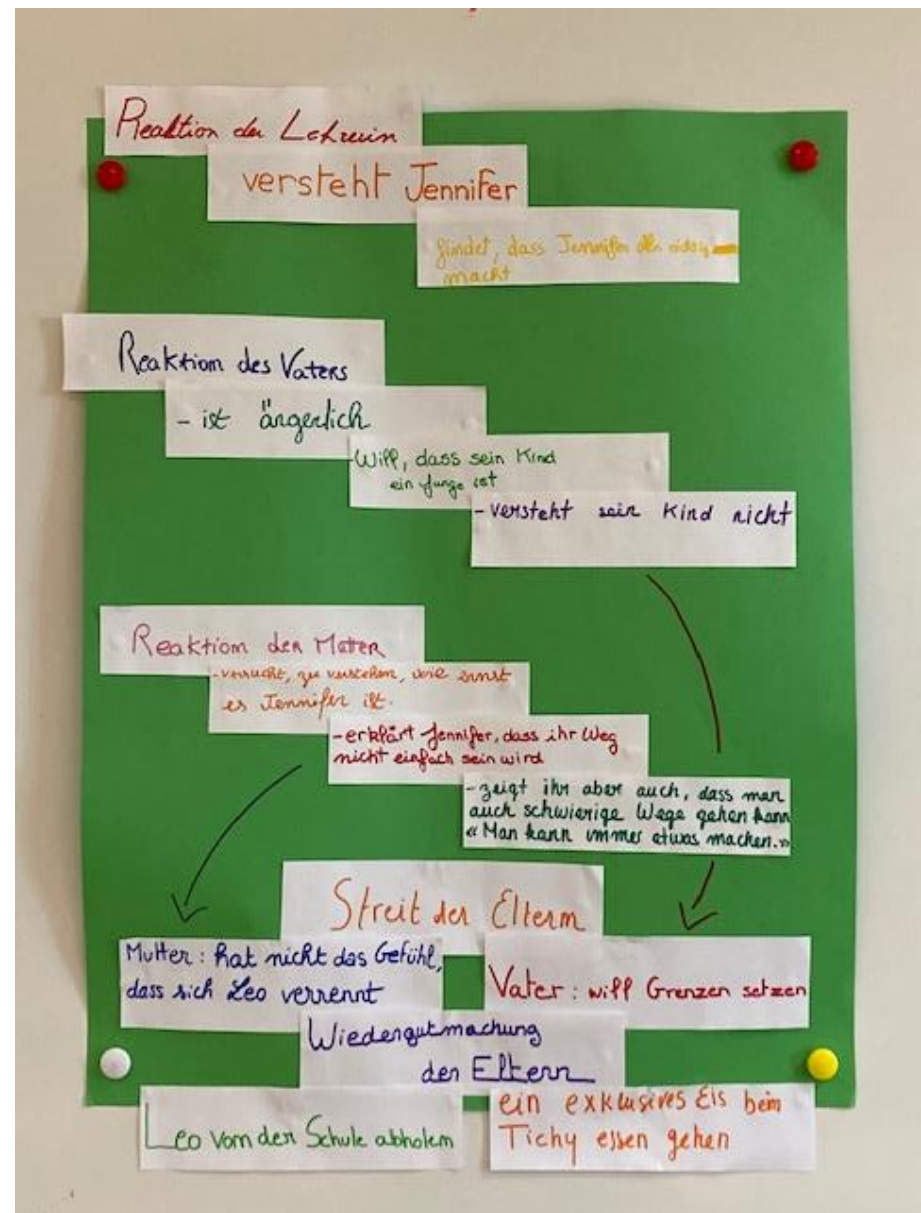 Reaktion der Lehrerin
versteht Jennifer
findet, dass Jennifer alles richtig
macht
Reaktion des Vaters
- ist ärgerlich
- Will, dass sein Kind
ein Junge ist
- versteht sein Kind nicht
Reaktion der Mutter
- versucht, zu verstehen, wie ernst
es Jennifer ist.
- erklärt Jennifer, dass ihr Weg
nicht einfach sein wird
- zeigt ihr aber auch, dass man
auch schwierige Wege gehen kann
« Man kann immer etwas machen. »
Streit der Eltern
Mutter : hat nicht das Gefühl,
dass sich Leo verrennt
Vater : will Grenzen setzen
Wiedergutmachung
der Eltern
Leo von der Schule abholen
ein exklusives Eis beim
Tichy essen gehen